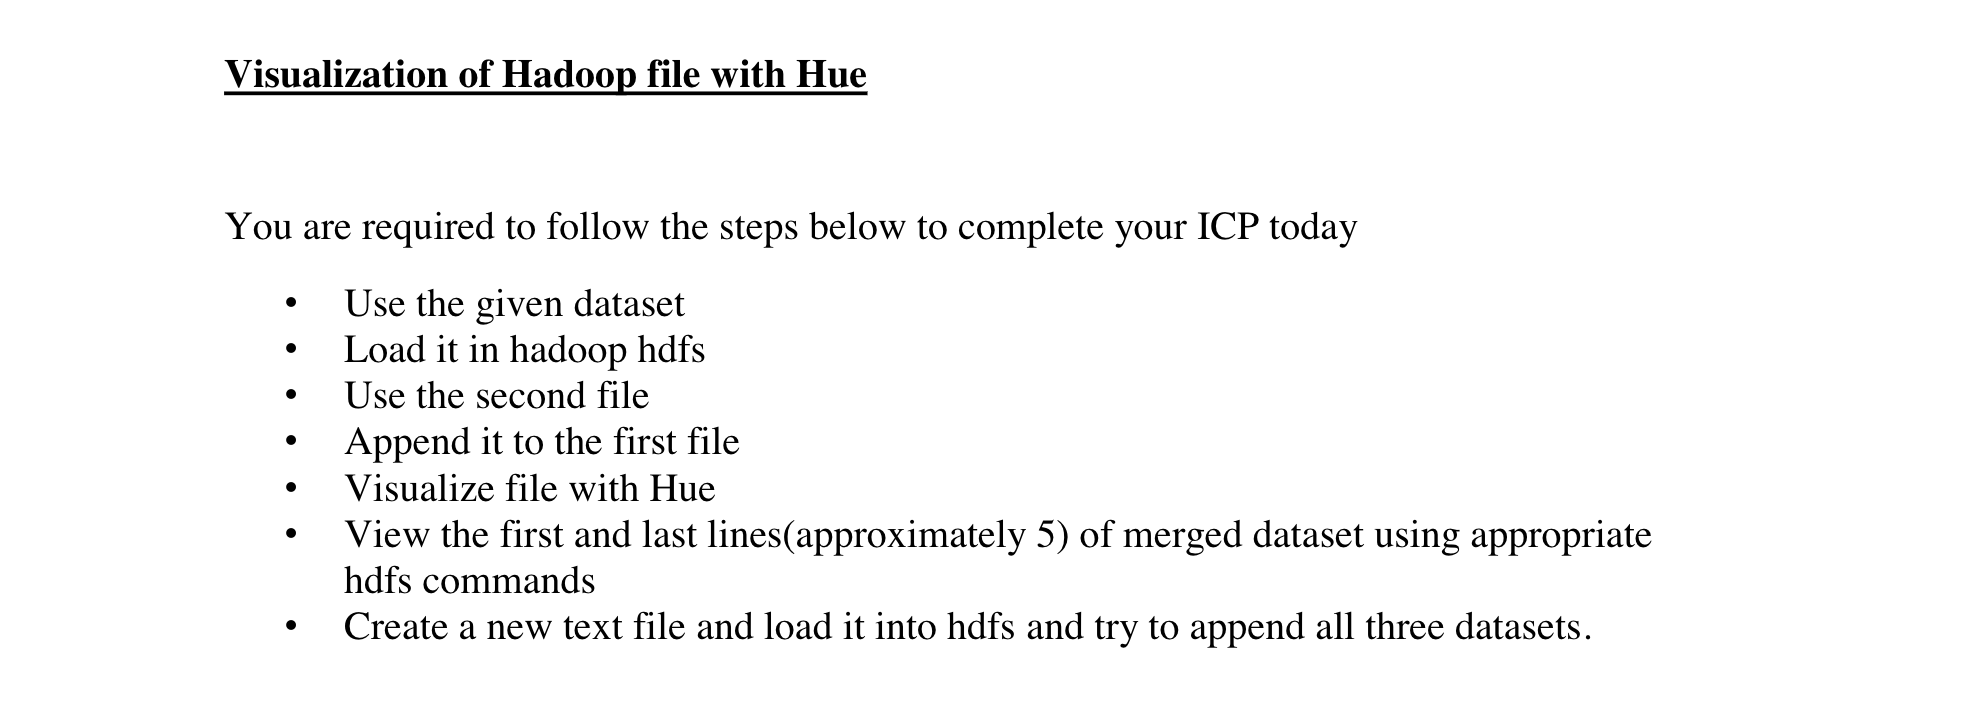 Visualization of Hadoop file with Hue
You are required to follow the steps below to complete your ICP today
• Use the given dataset
• Load it in hadoop hdfs
• Use the second file
• Append it to the first file
• Visualize file with Hue
• View the first and last lines(approximately 5) of merged dataset using appropriate
hdfs commands
• Create a new text file and load it into hdfs and try to append all three datasets.